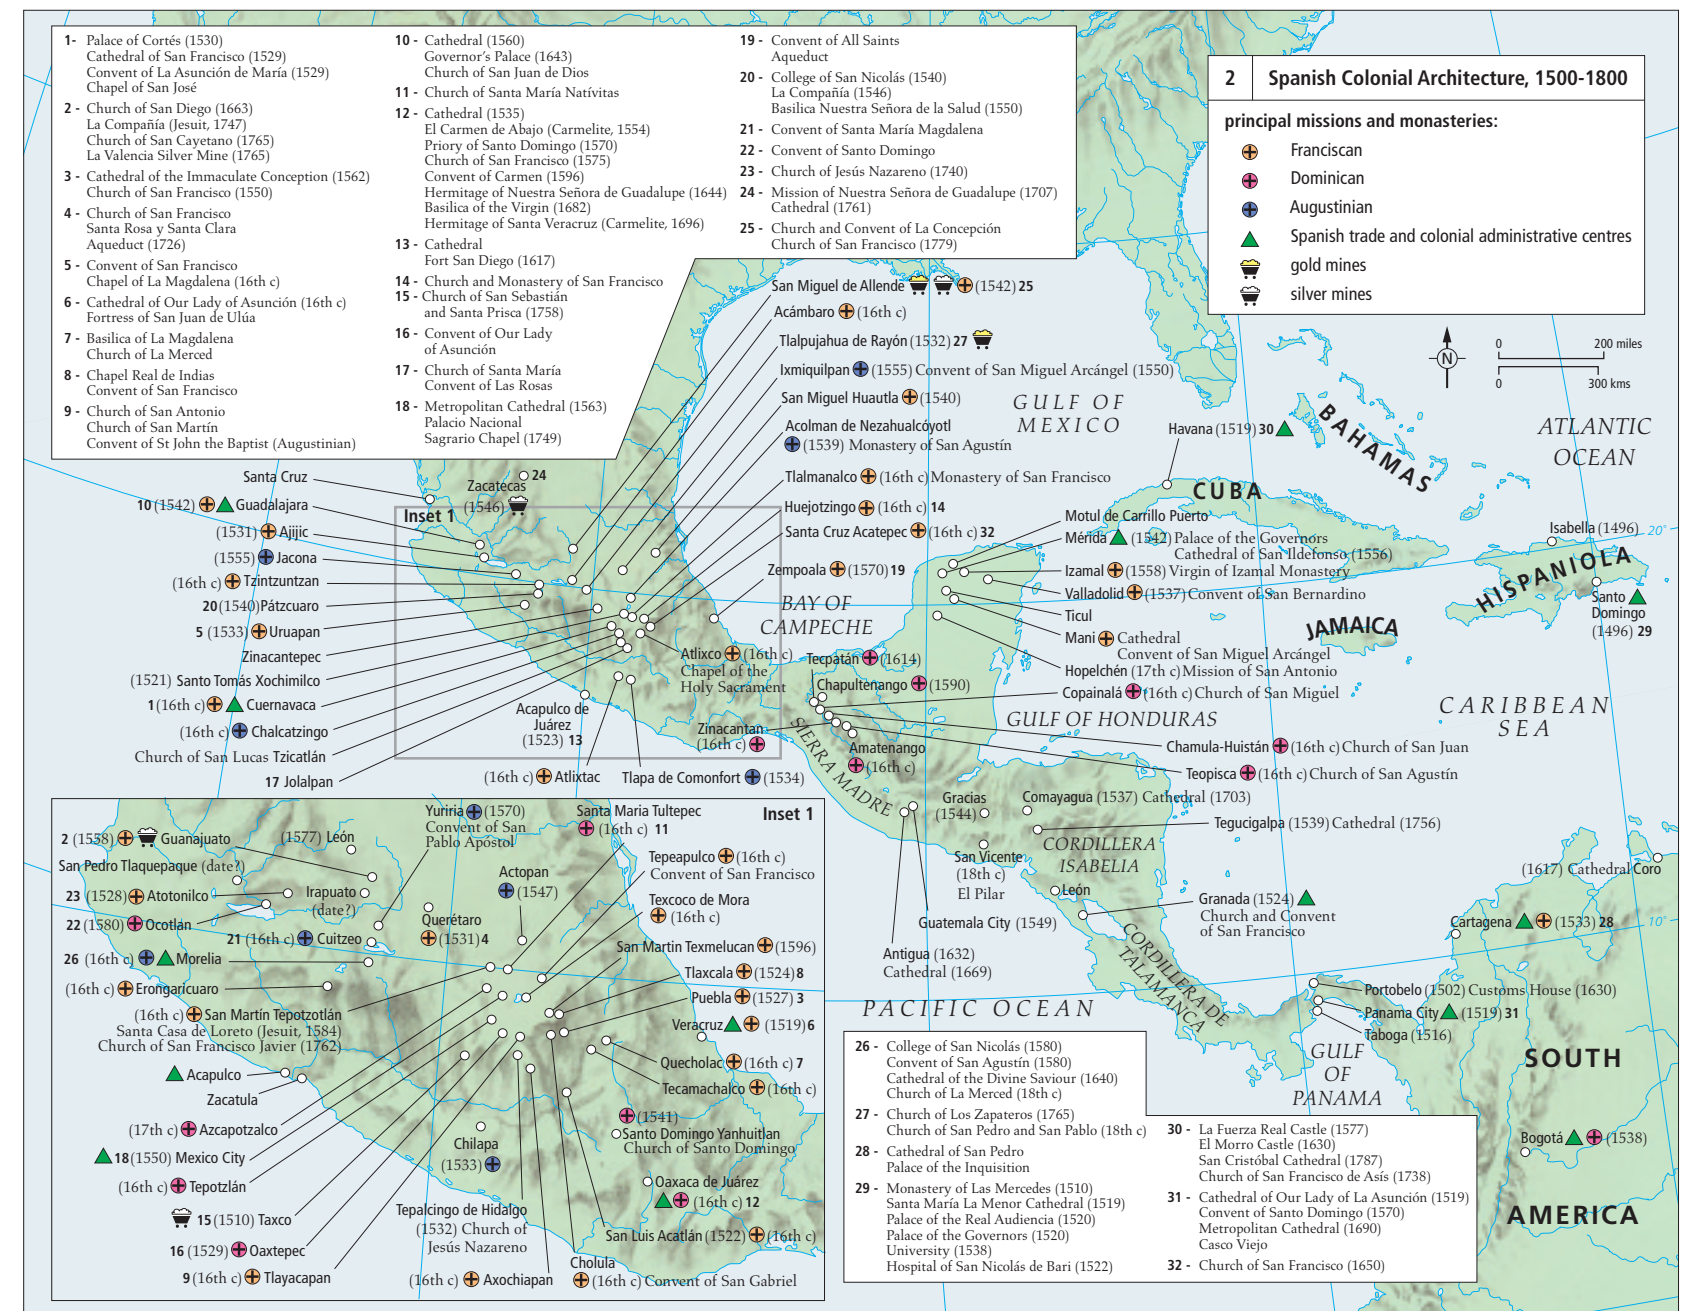 1- Palace of Cortés (1530)
Cathedral of San Francisco (1529)
Convent of La Asunción de María (1529)
Chapel of San José
2 - Church of San Diego (1663)
La Compañía (Jesuit, 1747)
Church of San Cayetano (1765)
La Valencia Silver Mine (1765)
3 - Cathedral of the Immaculate Conception (1562)
Church of San Francisco (1550)
4 - Church of San Francisco
Santa Rosa y Santa Clara
Aqueduct (1726)
5 - Convent of San Francisco
Chapel of La Magdalena (16th c)
6 - Cathedral of Our Lady of Asunción (16th c)
Fortress of San Juan de Ulúa
7 - Basilica of La Magdalena
Church of La Merced
8 - Chapel Real de Indias
Convent of San Francisco
9 - Church of San Antonio
Church of San Martín
Convent of St John the Baptist (Augustinian)
10 - Cathedral (1560)
Governor's Palace (1643)
Church of San Juan de Dios
11 - Church of Santa María Natívitas
12 - Cathedral (1535)
El Carmen de Abajo (Carmelite, 1554)
Priory of Santo Domingo (1570)
Church of San Francisco (1575)
Convent of Carmen (1596)
Hermitage of Nuestra Señora de Guadalupe (1644)
Basilica of the Virgin (1682)
Hermitage of Santa Veracruz (Carmelite, 1696)
13 - Cathedral
Fort San Diego (1617)
14 - Church and Monastery of San Francisco
15 - Church of San Sebastián
and Santa Prisca (1758)
16 - Convent of Our Lady
of Asunción
17 - Church of Santa María
Convent of Las Rosas
18 - Metropolitan Cathedral (1563)
Palacio Nacional
Sagrario Chapel (1749)
19 - Convent of All Saints
Aqueduct
20 - College of San Nicolás (1540)
La Compañía (1546)
Basilica Nuestra Señora de la Salud (1550)
21 - Convent of Santa María Magdalena
22 - Convent of Santo Domingo
23 - Church of Jesús Nazareno (1740)
24 - Mission of Nuestra Señora de Guadalupe (1707)
Cathedral (1761)
25 - Church and Convent of La Concepción
Church of San Francisco (1779)
2 Spanish Colonial Architecture, 1500-1800
principal missions and monasteries:
Franciscan
Dominican
Augustinian
Spanish trade and colonial administrative centres
gold mines
silver mines
N
0 200 miles
0 300 kms
San Miguel de Allende (1542) 25
Acámbaro (16th c)
Tlalpujahua de Rayón (1532) 27
Ixmiquilpan (1555) Convent of San Miguel Arcángel (1550)
San Miguel Huautla (1540)
Acolman de Nezahualcóyotl
(1539) Monastery of San Agustín
Tlalmanalco (16th c) Monastery of San Francisco
Huejotzingo (16th c) 14
Santa Cruz Acatepec (16th c) 32
Zempoala (1570) 19
GULF OF
MEXICO
BAY OF
CAMPECHE
Havana (1519) 30
BAHAMAS
ATLANTIC
OCEAN
CUBA
Isabella (1496)
20°
HISPANIOLA
Santo
Domingo
(1496) 29
JAMAICA
CARIBBEAN
SEA
Motul de Carrillo Puerto
Mérida (1542) Palace of the Governors
Cathedral of San Ildefonso (1556)
Izamal (1558) Virgin of Izamal Monastery
Valladolid (1537) Convent of San Bernardino
Ticul
Mani Cathedral
Convent of San Miguel Arcángel
Hopelchén (17th c) Mission of San Antonio
Copainalá (16th c) Church of San Miguel
GULF OF HONDURAS
Chamula-Huistán (16th c) Church of San Juan
Teopisca (16th c) Church of San Agustín
Santa Cruz
Zacatecas
(1546)
24
Inset 1
10 (1542) Guadalajara
(1531) Ajijic
(1555) Jacona
(16th c) Tzintzuntzan
20 (1540) Pátzcuaro
5 (1533) Uruapan
Zinacantepec
(1521) Santo Tomás Xochimilco
1 (16th c) Cuernavaca
(16th c) Chalcatzingo
Church of San Lucas Tzicatlán
17 Jolalpan
Acapulco de
Juárez
(1523) 13
(16th c) Atlixtac
Tlapa de Comonfort (1534)
Atlixco (16th c)
Chapel of the
Holy Sacrament
Zinacantan
(16th c)
Tecpatán (1614)
Chapultenango (1590)
Amatenango
(16th c)
SIERRA MADRE
Gracias
(1544)
Comayagua (1537) Cathedral (1703)
Tegucigalpa (1539) Cathedral (1756)
CORDILLERA
ISABELIA
San Vicente
(18th c)
El Pilar
León
Granada (1524)
Church and Convent
of San Francisco
Guatemala City (1549)
Antigua (1632)
Cathedral (1669)
CORDILLERA DE
TALAMANCA
PACIFIC OCEAN
(1617) Cathedral Coro
Cartagena (1533) 28
10°
Portobelo (1502) Customs House (1630)
Panama City (1519) 31
Taboga (1516)
GULF
OF
PANAMA
SOUTH
AMERICA
Bogotá (1538)
Inset 1
2 (1558) Guanajuato
(1577) León
San Pedro Tlaquepaque (date?)
23 (1528) Atotonilco
Irapuato
(date?)
22 (1580) Ocotlán
21 (16th c) Cuitzeo
26 (16th c) Morelia
(16th c) Erongarícuaro
(16th c) San Martín Tepotzotlán
Santa Casa de Loreto (Jesuit, 1584)
Church of San Francisco Javier (1762)
Acapulco
Zacatula
(17th c) Azcapotzalco
18 (1550) Mexico City
(16th c) Tepotzlán
15 (1510) Taxco
16 (1529) Oaxtepec
9 (16th c) Tlayacapan
Yuriria (1570)
Convent of San
Pablo Apóstol
Querétaro
(1531) 4
Actopan
(1547)
Santa Maria Tultepec
(16th c) 11
Tepeapulco (16th c)
Convent of San Francisco
Texcoco de Mora
(16th c)
San Martin Texmelucan (1596)
Tlaxcala (1524) 8
Puebla (1527) 3
Veracruz (1519) 6
Quecholac (16th c) 7
Tecamachalco (16th c)
(1541)
Santo Domingo Yanhuitlan
Church of Santo Domingo
Chilapa
(1533)
Oaxaca de Juárez
(16th c) 12
Tepalcingo de Hidalgo
(1532) Church of
Jesús Nazareno
San Luis Acatlán (1522) (16th c)
(16th c) Axochiapan
Cholula
(16th c) Convent of San Gabriel
26 - College of San Nicolás (1580)
Convent of San Agustín (1580)
Cathedral of the Divine Saviour (1640)
Church of La Merced (18th c)
27 - Church of Los Zapateros (1765)
Church of San Pedro and San Pablo (18th c)
28 - Cathedral of San Pedro
Palace of the Inquisition
29 - Monastery of Las Mercedes (1510)
Santa María La Menor Cathedral (1519)
Palace of the Real Audiencia (1520)
Palace of the Governors (1520)
University (1538)
Hospital of San Nicolás de Bari (1522)
30 - La Fuerza Real Castle (1577)
El Morro Castle (1630)
San Cristóbal Cathedral (1787)
Church of San Francisco de Asís (1738)
31 - Cathedral of Our Lady of La Asunción (1519)
Convent of Santo Domingo (1570)
Metropolitan Cathedral (1690)
Casco Viejo
32 - Church of San Francisco (1650)